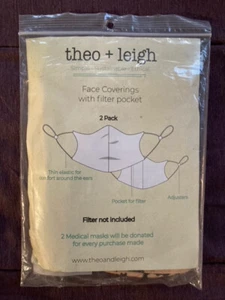 theo + leigh
Face Coverings
with filter pocket
2 Pack
Thin elastic for
comfort around the ears
Pocket for filter
Adjusters
Filter not included
2 Medical masks will be donated
for every purchase made
www.theoandleigh.com